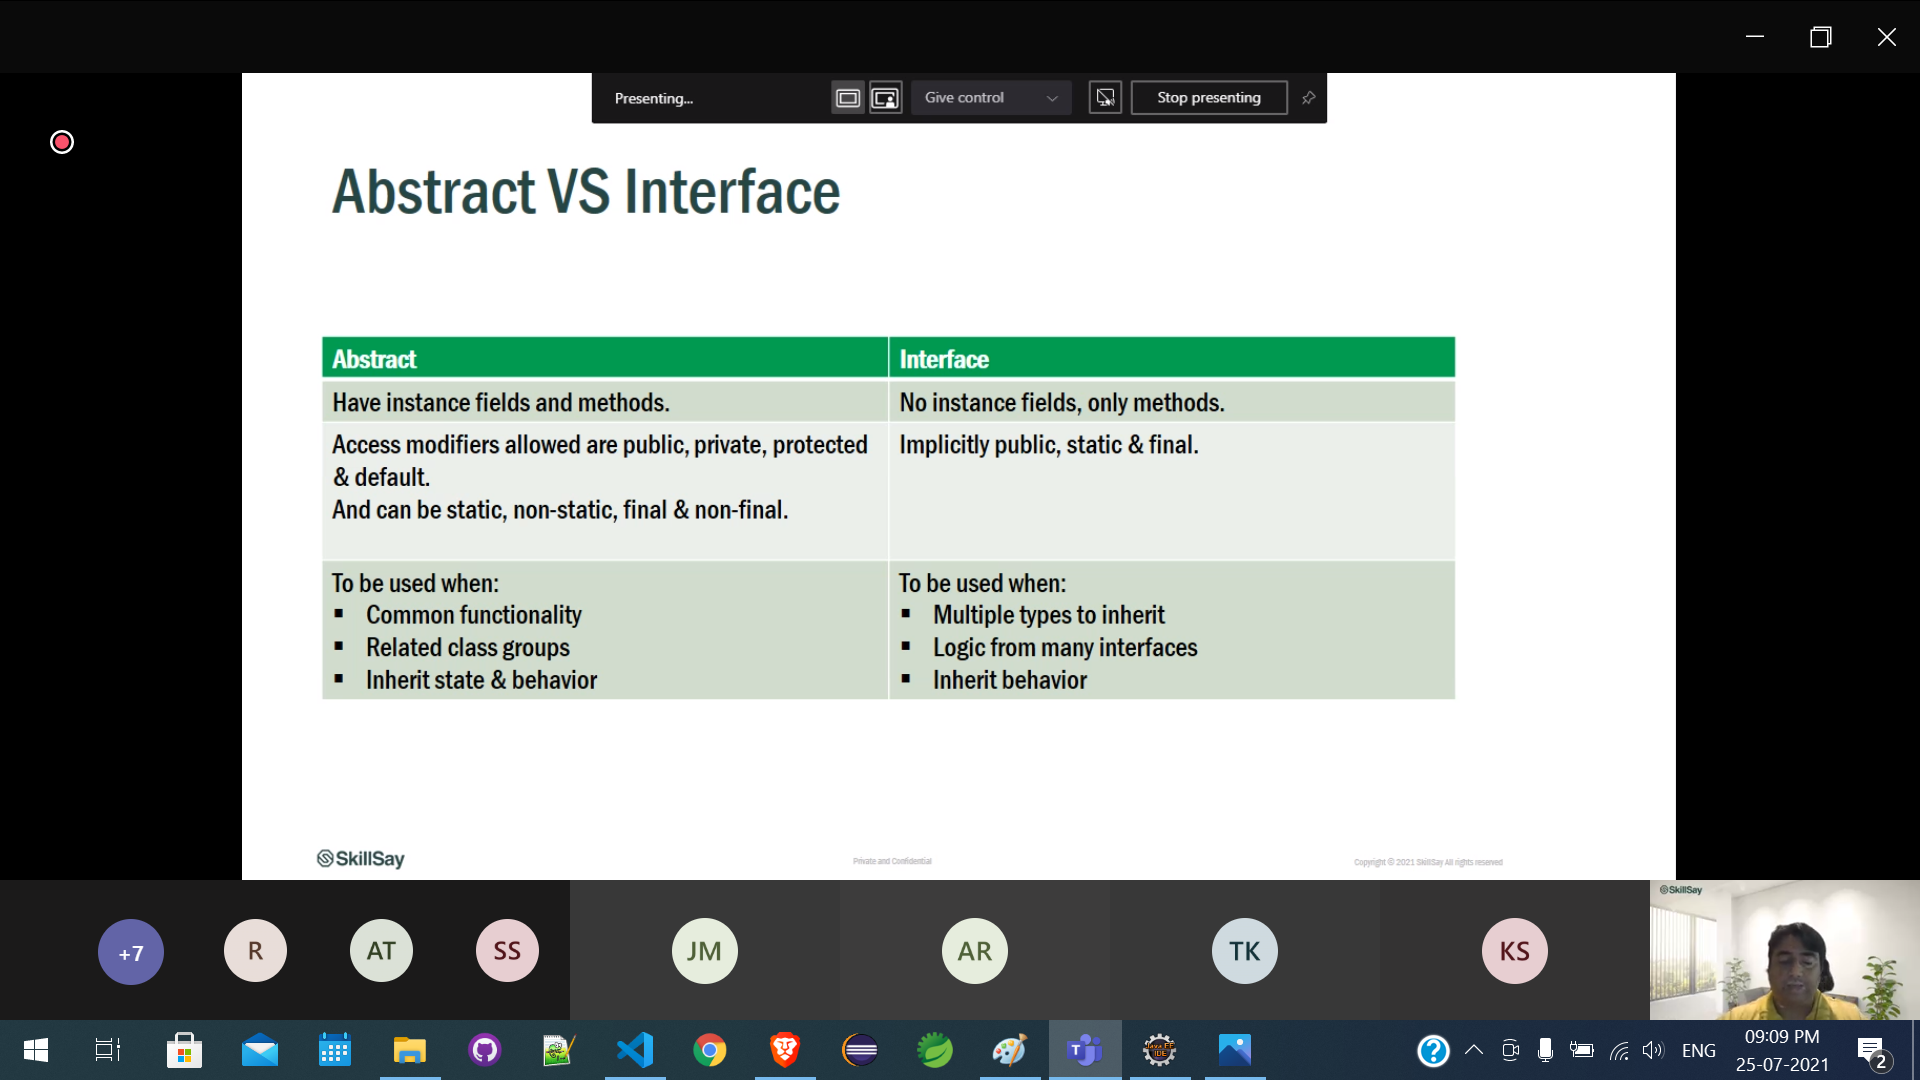 Presenting...
Give control
Stop presenting
Abstract VS Interface
Abstract
Interface
Have instance fields and methods.
No instance fields, only methods.
Access modifiers allowed are public, private, protected
& default.
And can be static, non-static, final & non-final.
Implicitly public, static & final.
To be used when:
▪ Common functionality
▪ Related class groups
▪ Inherit state & behavior
To be used when:
▪ Multiple types to inherit
▪ Logic from many interfaces
▪ Inherit behavior
SkillSay
Private and Confidential
Copyright © 2021 SkillSay All rights reserved
+7
R
AT
SS
JM
AR
TK
KS
SkillSay
Java EE
IDE
ENG
09:09 PM
25-07-2021
2